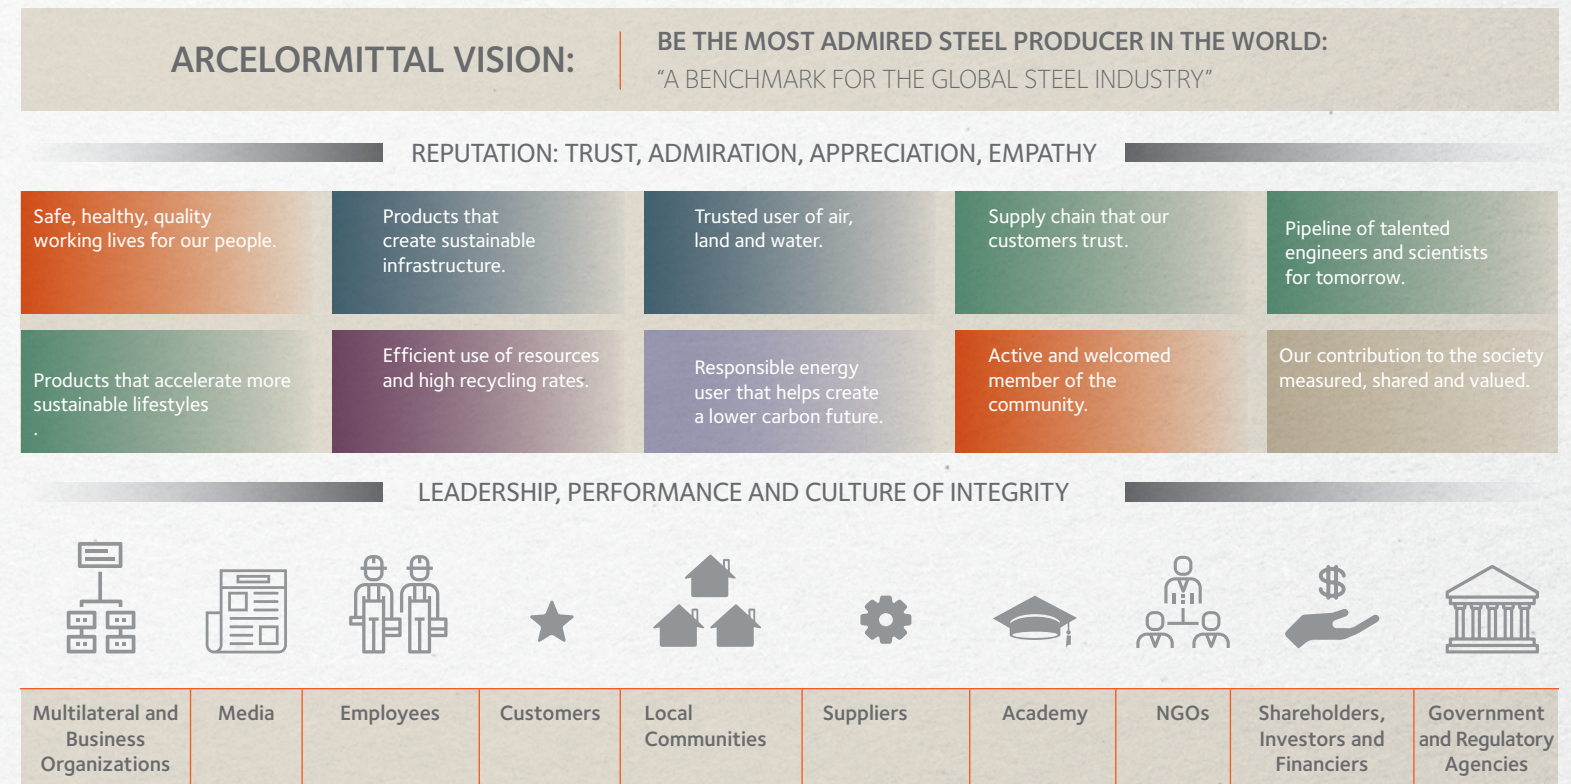 ARCELORMITTAL VISION:
BE THE MOST ADMIRED STEEL PRODUCER IN THE WORLD:
“A BENCHMARK FOR THE GLOBAL STEEL INDUSTRY”
REPUTATION: TRUST, ADMIRATION, APPRECIATION, EMPATHY
Safe, healthy, quality
working lives for our people.
Products that
create sustainable
infrastructure.
Trusted user of air,
land and water.
Supply chain that our
customers trust.
Pipeline of talented
engineers and scientists
for tomorrow.
Products that accelerate more
sustainable lifestyles
.
Efficient use of resources
and high recycling rates.
Responsible energy
user that helps create
a lower carbon future.
Active and welcomed
member of the
community.
Our contribution to the society
measured, shared and valued.
LEADERSHIP, PERFORMANCE AND CULTURE OF INTEGRITY
$
Multilateral and
Business
Organizations
Media
Employees
Customers
Local
Communities
Suppliers
Academy
NGOs
Shareholders,
Investors and
Financiers
Government
and Regulatory
Agencies